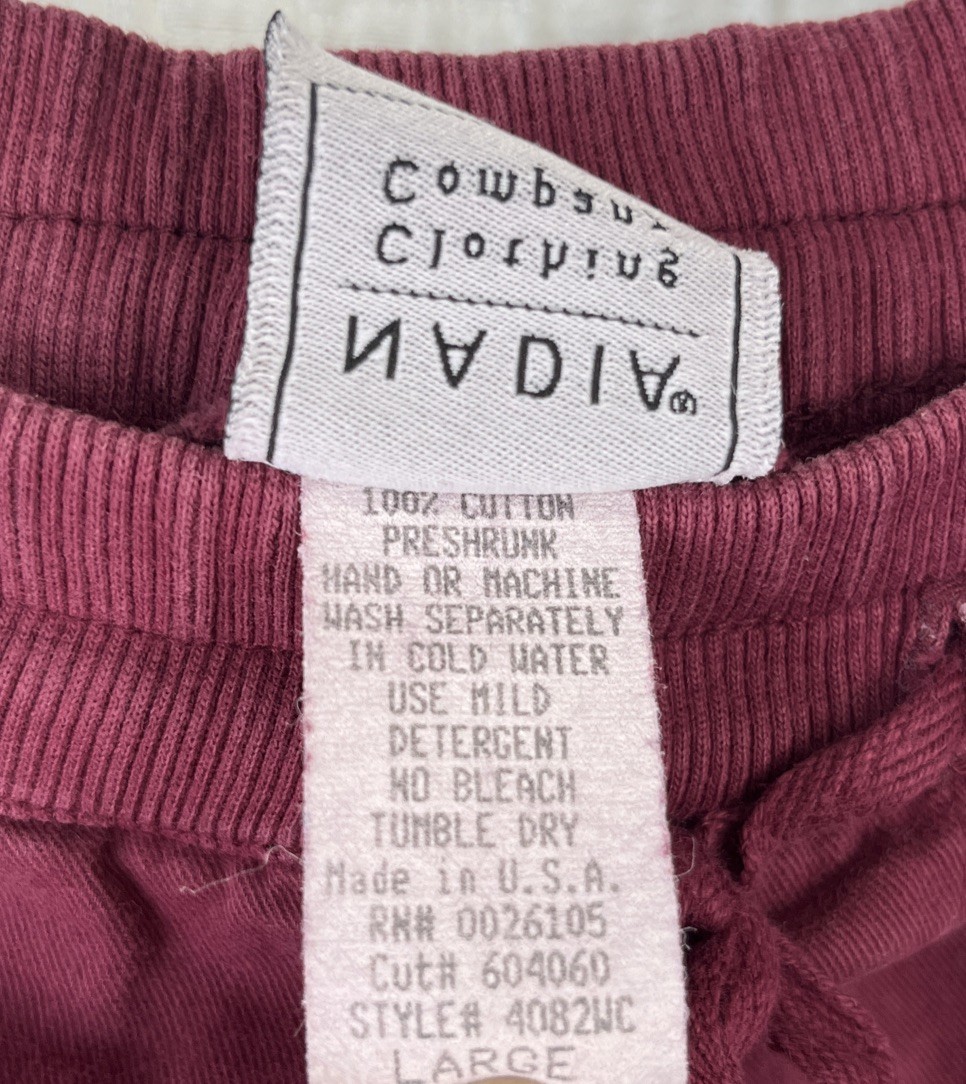 NADIA®
Clothing
Company
100% COTTON
PRESHRUNK
HAND OR MACHINE
WASH SEPARATELY
IN COLD WATER
USE MILD
DETERGENT
NO BLEACH
TUMBLE DRY
Made in U.S.A.
RN# 0026105
Cut# 604060
STYLE# 4082WC
LARGE